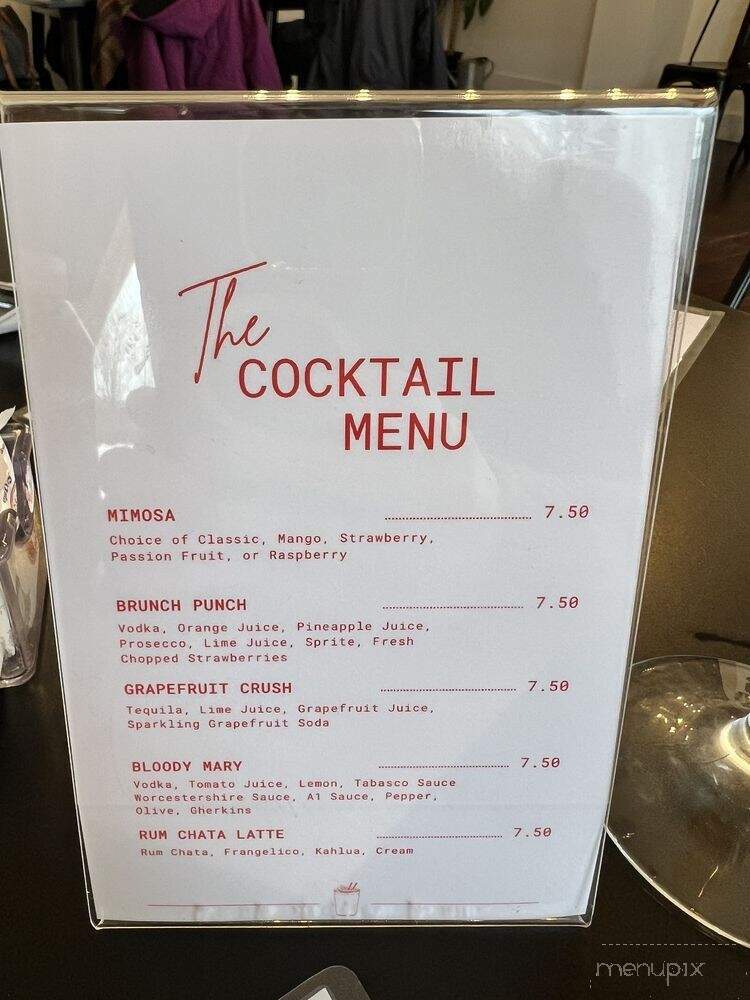 The
COCKTAIL
MENU
MIMOSA ........................ 7.50
Choice of Classic, Mango, Strawberry,
Passion Fruit, or Raspberry
BRUNCH PUNCH ........................ 7.50
Vodka, Orange Juice, Pineapple Juice,
Prosecco, Lime Juice, Sprite, Fresh
Chopped Strawberries
GRAPEFRUIT CRUSH ........................ 7.50
Tequila, Lime Juice, Grapefruit Juice,
Sparkling Grapefruit Soda
BLOODY MARY ........................ 7.50
Vodka, Tomato Juice, Lemon, Tabasco Sauce
Worcestershire Sauce, A1 Sauce, Pepper,
Olive, Gherkins
RUM CHATA LATTE ........................ 7.50
Rum Chata, Frangelico, Kahlua, Cream
menupix